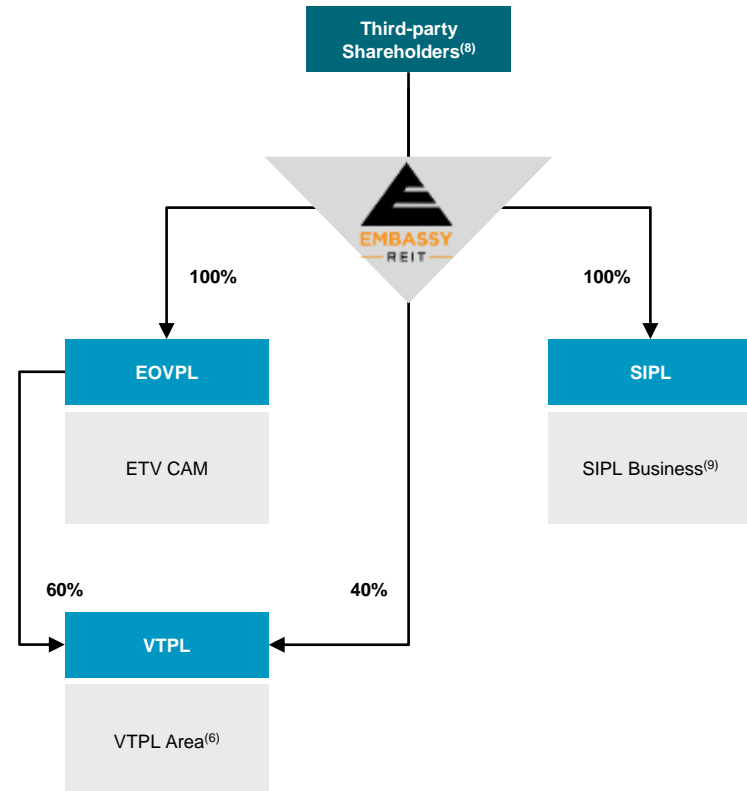 Third-party
Shareholders(8)
EMBASSY
REIT
100%
100%
EOVPL
SIPL
ETV CAM
SIPL Business(9)
60%
40%
VTPL
VTPL Area(6)